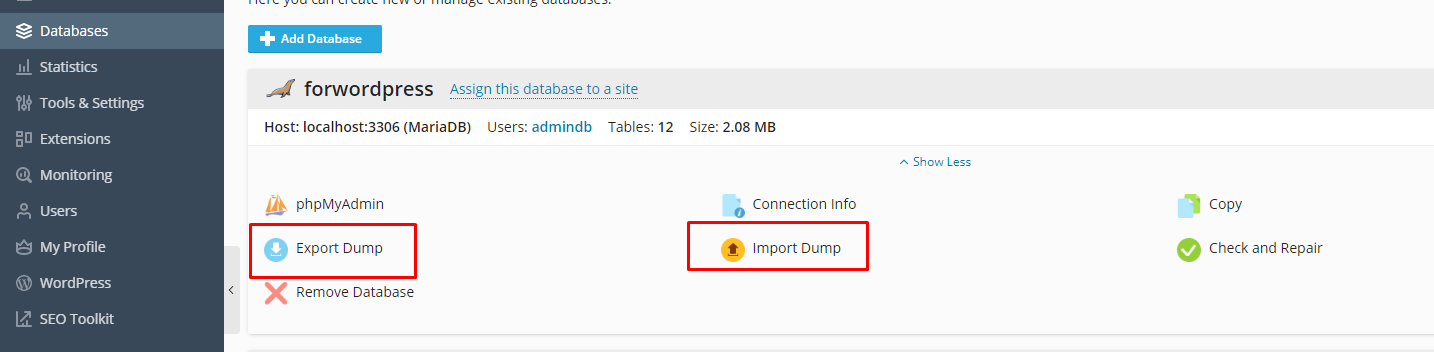 Here you can create new or manage existing databases.
Databases
Statistics
Tools & Settings
Extensions
Monitoring
Users
My Profile
WordPress
SEO Toolkit
Add Database
forwordpress Assign this database to a site
Host: localhost:3306 (MariaDB) Users: admindb Tables: 12 Size: 2.08 MB
Show Less
phpMyAdmin Connection Info Copy
Export Dump Import Dump Check and Repair
Remove Database